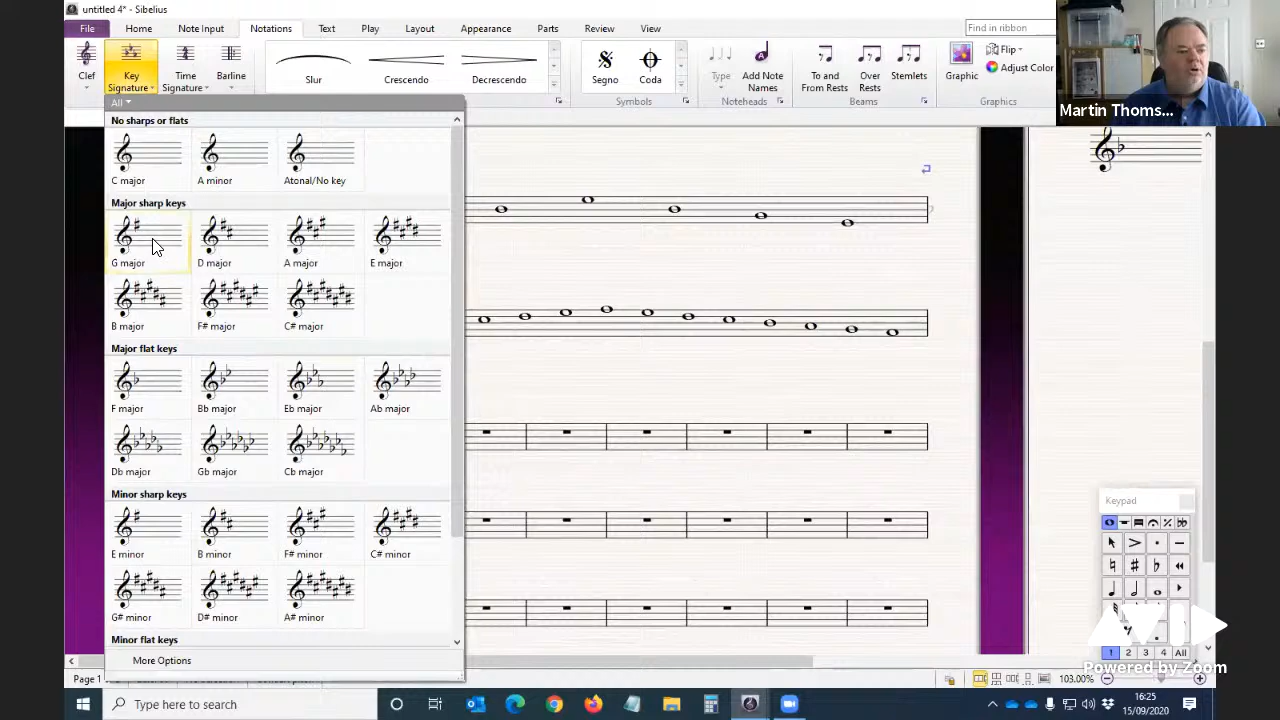 untitled 4* - Sibelius
File Home Note Input Notations Text Play Layout Appearance Parts Review View Find in ribbon
Clef Key Signature Time Signature Barline Slur Crescendo Decrescendo Segno Coda Type Add Note Names To and From Rests Over Rests Stemlets Graphic Flip Adjust Color
Symbols Noteheads Beams Graphics
Martin Thoms...
All
No sharps or flats
C major A minor Atonal/No key
Major sharp keys
G major D major A major E major
B major F# major C# major
Major flat keys
F major Bb major Eb major Ab major
Db major Gb major Cb major
Minor sharp keys
E minor B minor F# minor C# minor
G# minor D# minor A# minor
Minor flat keys
More Options
Keypad
1 2 3 4 All
AVID
Powered by Zoom
Page 1
103.00%
Type here to search
16:25
15/09/2020